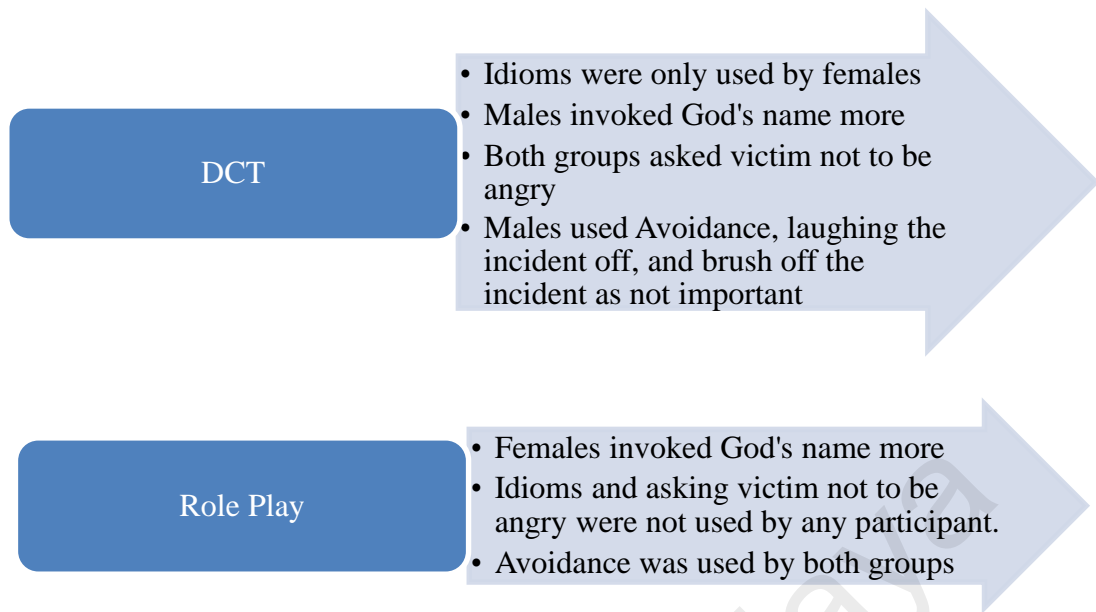 DCT
• Idioms were only used by females
• Males invoked God's name more
• Both groups asked victim not to be
angry
• Males used Avoidance, laughing the
incident off, and brush off the
incident as not important
Role Play
• Females invoked God's name more
• Idioms and asking victim not to be
angry were not used by any participant.
• Avoidance was used by both groups